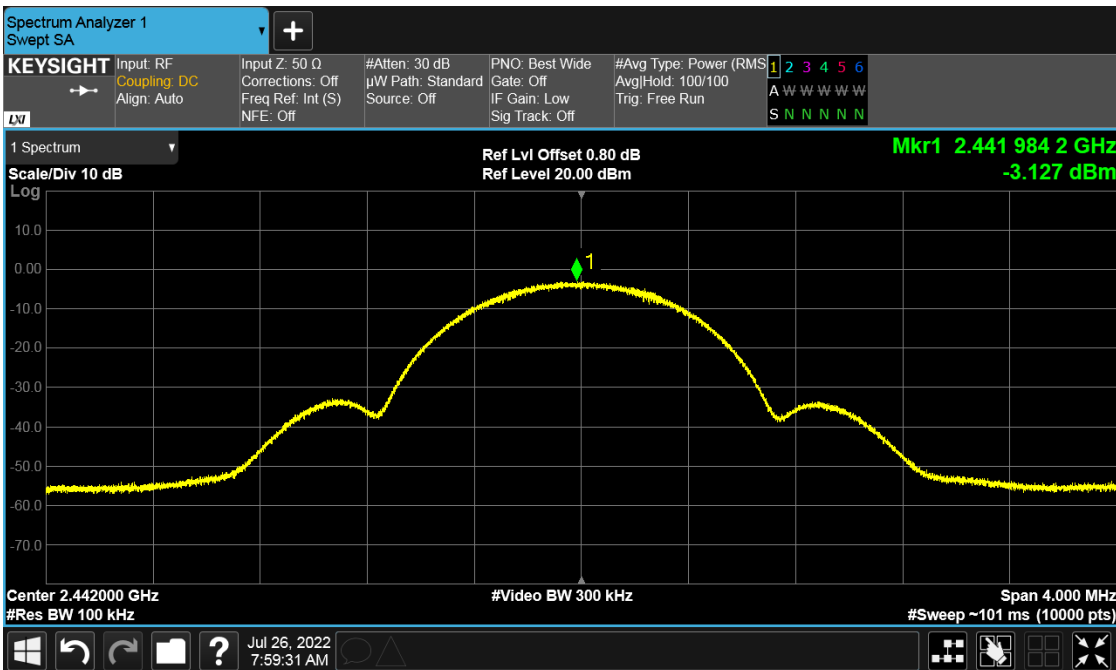 Spectrum Analyzer 1
Swept SA
+
KEYSIGHT
LXI
Input: RF
Coupling: DC
Align: Auto
Input Z: 50 Ω
Corrections: Off
Freq Ref: Int (S)
NFE: Off
#Atten: 30 dB
µW Path: Standard
Source: Off
PNO: Best Wide
Gate: Off
IF Gain: Low
Sig Track: Off
#Avg Type: Power (RMS
Avg|Hold: 100/100
Trig: Free Run
1 2 3 4 5 6
A W W W W W
S N N N N N
1 Spectrum
Scale/Div 10 dB
Ref Lvl Offset 0.80 dB
Ref Level 20.00 dBm
Mkr1 2.441 984 2 GHz
-3.127 dBm
Log
10.0
0.00
-10.0
-20.0
-30.0
-40.0
-50.0
-60.0
-70.0
1
Center 2.442000 GHz
#Video BW 300 kHz
Span 4.000 MHz
#Res BW 100 kHz
#Sweep ~101 ms (10000 pts)
?
Jul 26, 2022
7:59:31 AM